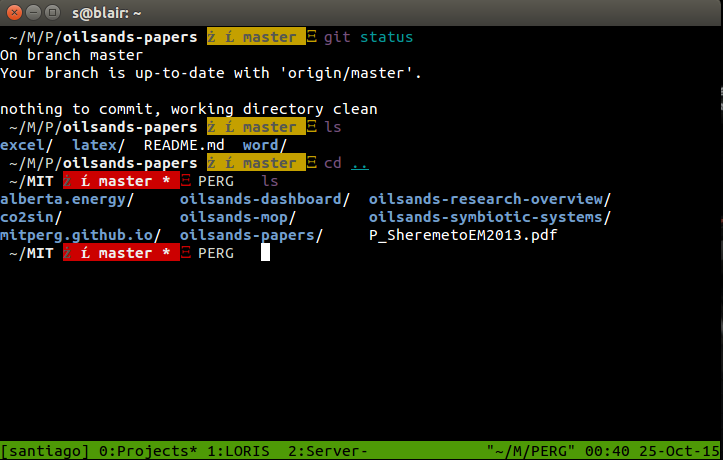 s@blair: ~
~/M/P/oilsands-papers ż í master Ξ git status
On branch master
Your branch is up-to-date with 'origin/master'.
nothing to commit, working directory clean
~/M/P/oilsands-papers ż í master Ξ ls
excel/ latex/ README.md word/
~/M/P/oilsands-papers ż í master Ξ cd ..
~/MIT ż í master * Ξ PERG ls
alberta.energy/ oilsands-dashboard/ oilsands-research-overview/
co2sin/ oilsands-mop/ oilsands-symbiotic-systems/
mitperg.github.io/ oilsands-papers/ P_SheremetoEM2013.pdf
~/MIT ż í master * Ξ PERG
[santiago] 0:Projects* 1:LORIS 2:Server- "~/M/PERG" 00:40 25-Oct-15